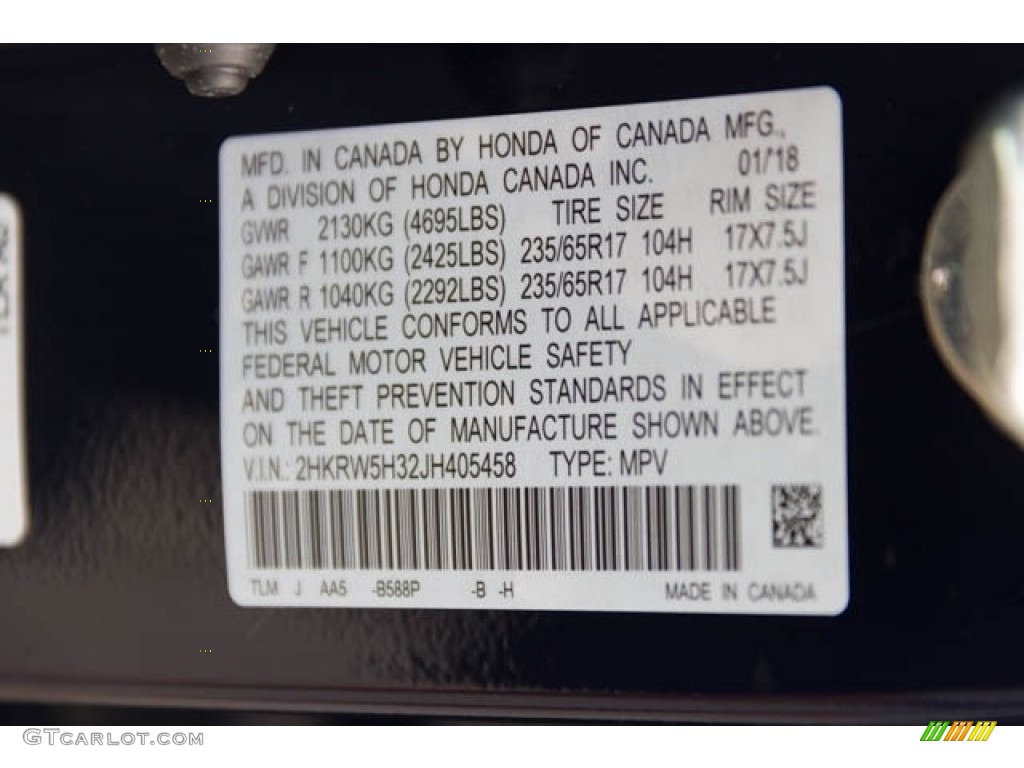 MFD. IN CANADA BY HONDA OF CANADA MFG.,
A DIVISION OF HONDA CANADA INC. 01/'18
GVWR 2130KG (4695LBS) TIRE SIZE RIM SIZE
GAWR F 1100KG (2425LBS) 235/65R17 104H 17X7.5J
GAWR R 1040KG (2292LBS) 235/65R17 104H 17X7.5J
THIS VEHICLE CONFORMS TO ALL APPLICABLE
FEDERAL MOTOR VEHICLE SAFETY
AND THEFT PREVENTION STANDARDS IN EFFECT
ON THE DATE OF MANUFACTURE SHOWN ABOVE.
V.I.N.: 2HKRW5H32JH405458 TYPE: MPV
TLM J AA5 -B588P -B -H MADE IN CANADA
GTcarlot.com